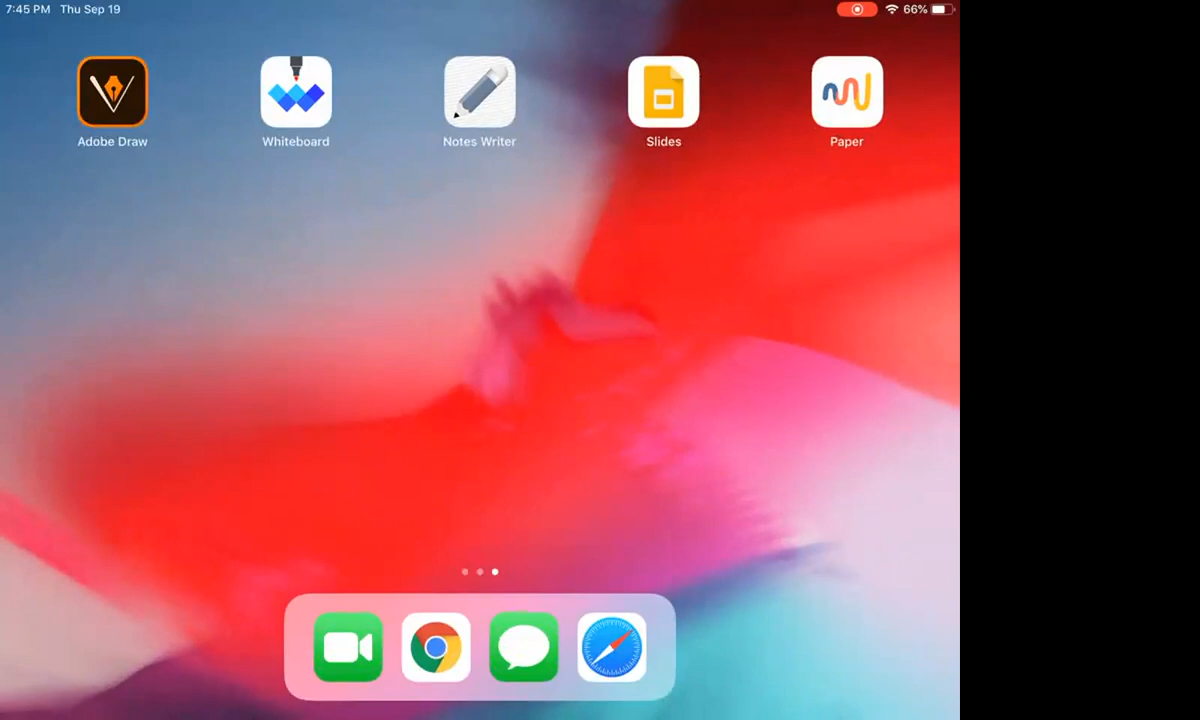 7:45 PM Thu Sep 19 66%
Adobe Draw Whiteboard Notes Writer Slides Paper